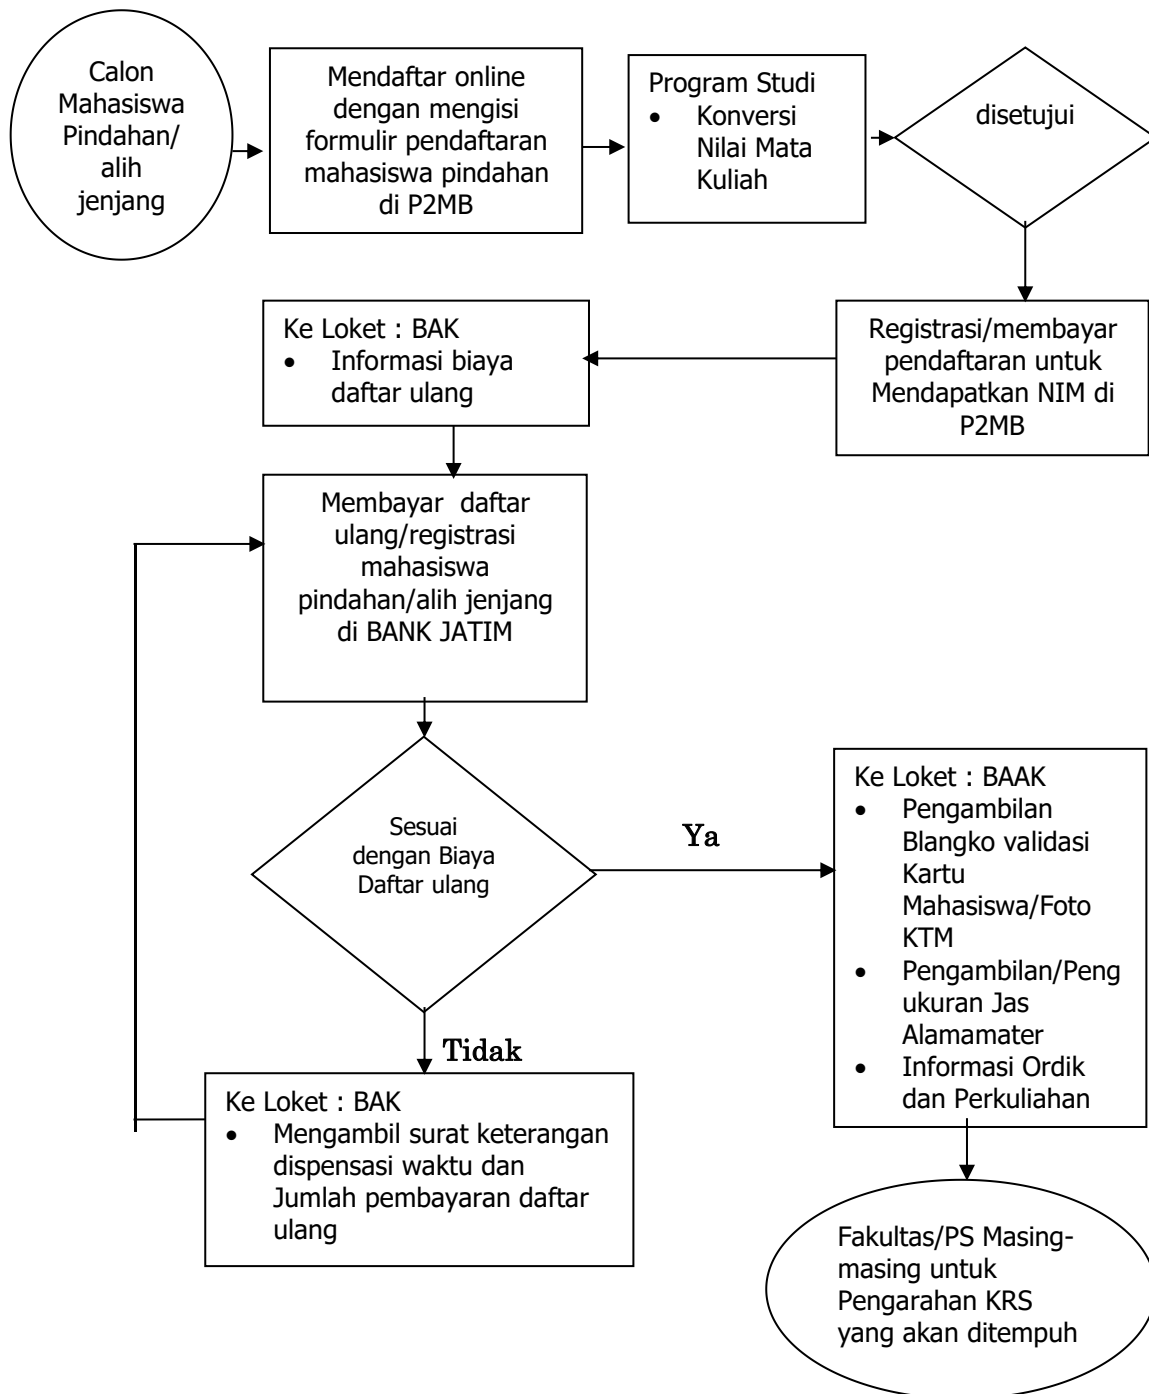 Calon
Mahasiswa
Pindahan/
alih
jenjang
Mendaftar online
dengan mengisi
formulir pendaftaran
mahasiswa pindahan
di P2MB
Program Studi
• Konversi
Nilai Mata
Kuliah
disetujui
Registrasi/membayar
pendaftaran untuk
Mendapatkan NIM di
P2MB
Ke Loket : BAK
• Informasi biaya
daftar ulang
Membayar daftar
ulang/registrasi
mahasiswa
pindahan/alih jenjang
di BANK JATIM
Sesuai
dengan Biaya
Daftar ulang
Ya
Tidak
Ke Loket : BAK
• Mengambil surat keterangan
dispensasi waktu dan
Jumlah pembayaran daftar
ulang
Ke Loket : BAAK
• Pengambilan
Blangko validasi
Kartu
Mahasiswa/Foto
KTM
• Pengambilan/Peng
ukuran Jas
Alamamater
• Informasi Ordik
dan Perkuliahan
Fakultas/PS Masing-
masing untuk
Pengarahan KRS
yang akan ditempuh